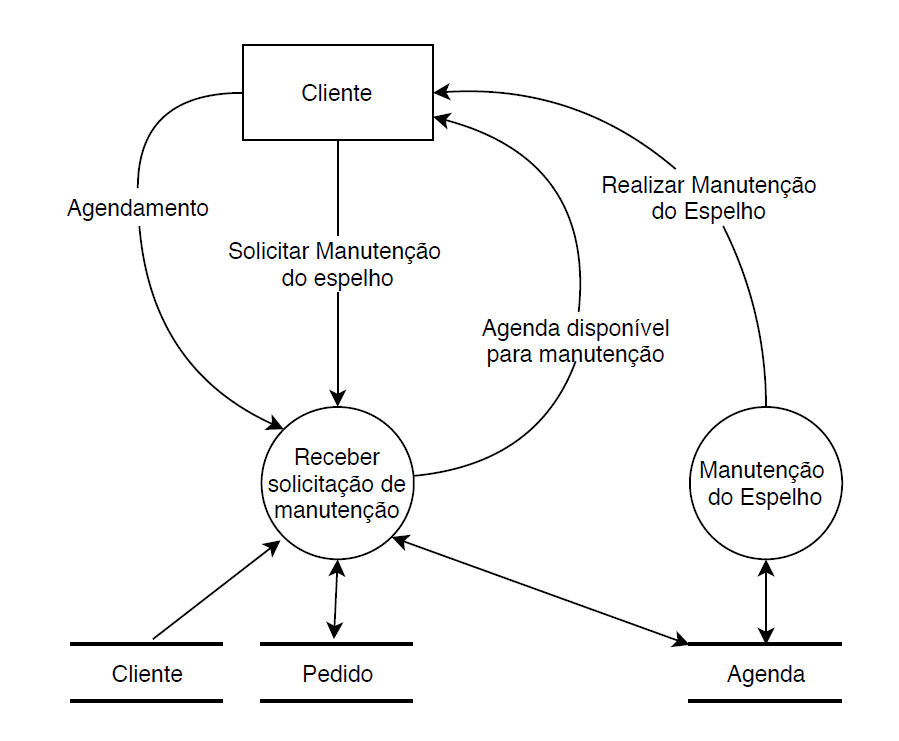 Cliente
Agendamento
Solicitar Manutenção
do espelho
Realizar Manutenção
do Espelho
Agenda disponível
para manutenção
Receber
solicitação de
manutenção
Manutenção
do Espelho
Cliente
Pedido
Agenda